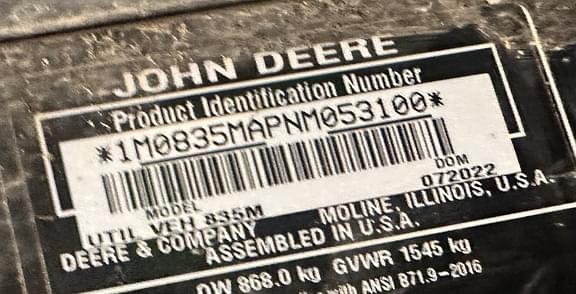 JOHN DEERE
Product Identification Number
*1M0835MAPNM053100*
MODEL DOM
UTIL VEH 835M 072022
DEERE & COMPANY MOLINE, ILLINOIS, U.S.A.
ASSEMBLED IN U.S.A.
DW 868.0 kg GVWR 1545 kg
with ANSI B71.9-2016